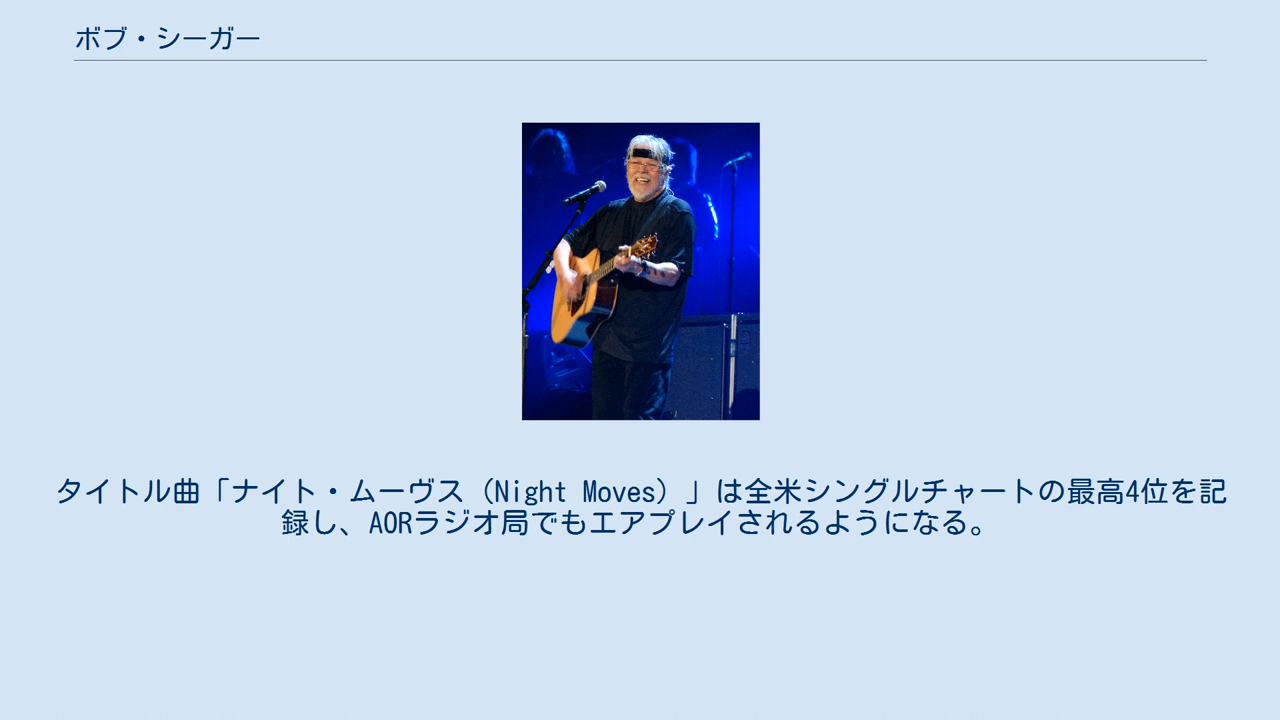 ボブ・シーガー
タイトル曲「ナイト・ムーヴス（Night Moves）」は全米シングルチャートの最高4位を記
録し、AORラジオ局でもエアプレイされるようになる。